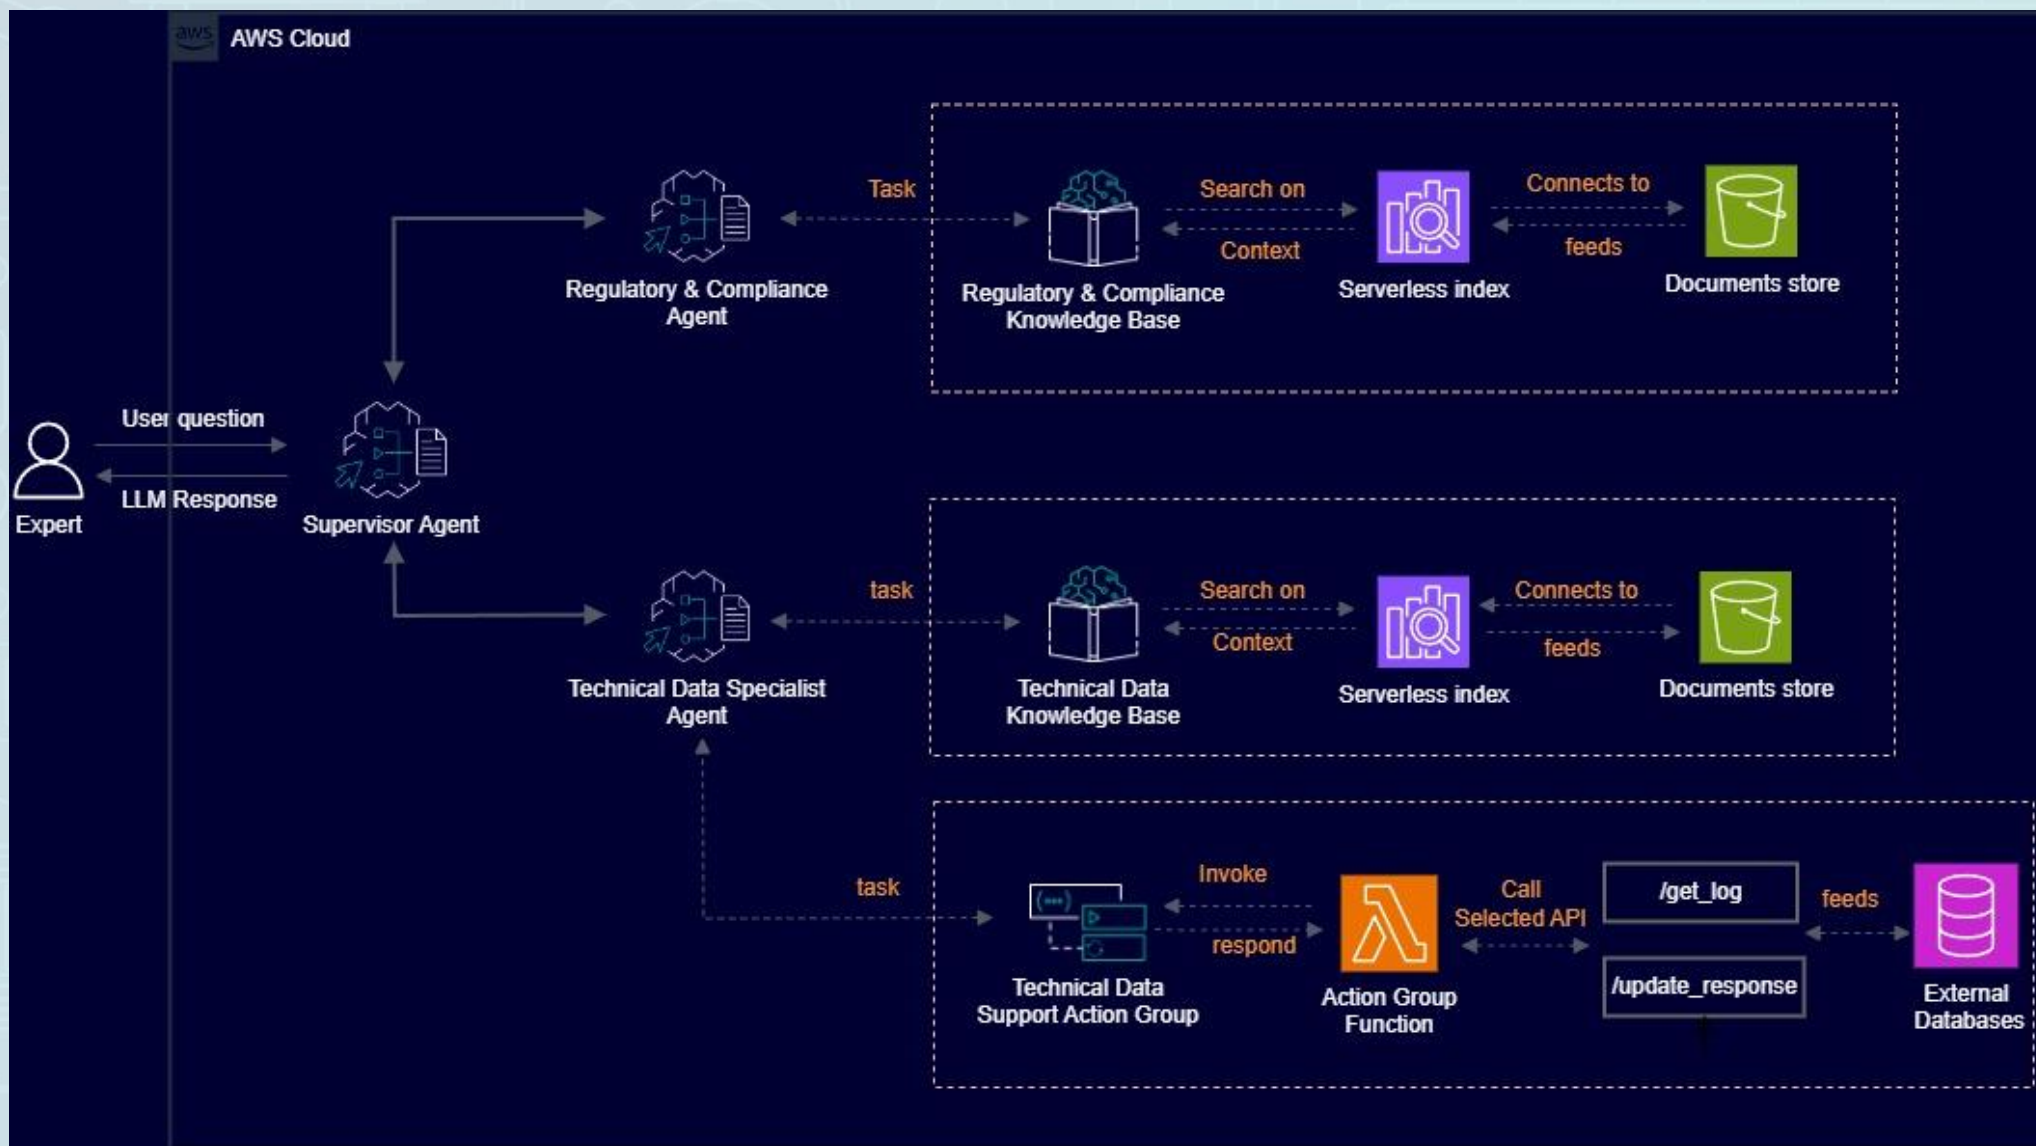 aws
AWS Cloud
Task
Search on
Context
Connects to
feeds
Regulatory & Compliance
Agent
Regulatory & Compliance
Knowledge Base
Serverless index
Documents store
User question
LLM Response
Expert
Supervisor Agent
task
Search on
Context
Connects to
feeds
Technical Data Specialist
Agent
Technical Data
Knowledge Base
Serverless index
Documents store
task
Invoke
respond
Call
Selected API
/get_log
/update_response
feeds
(•••)
Technical Data
Support Action Group
Action Group
Function
External
Databases